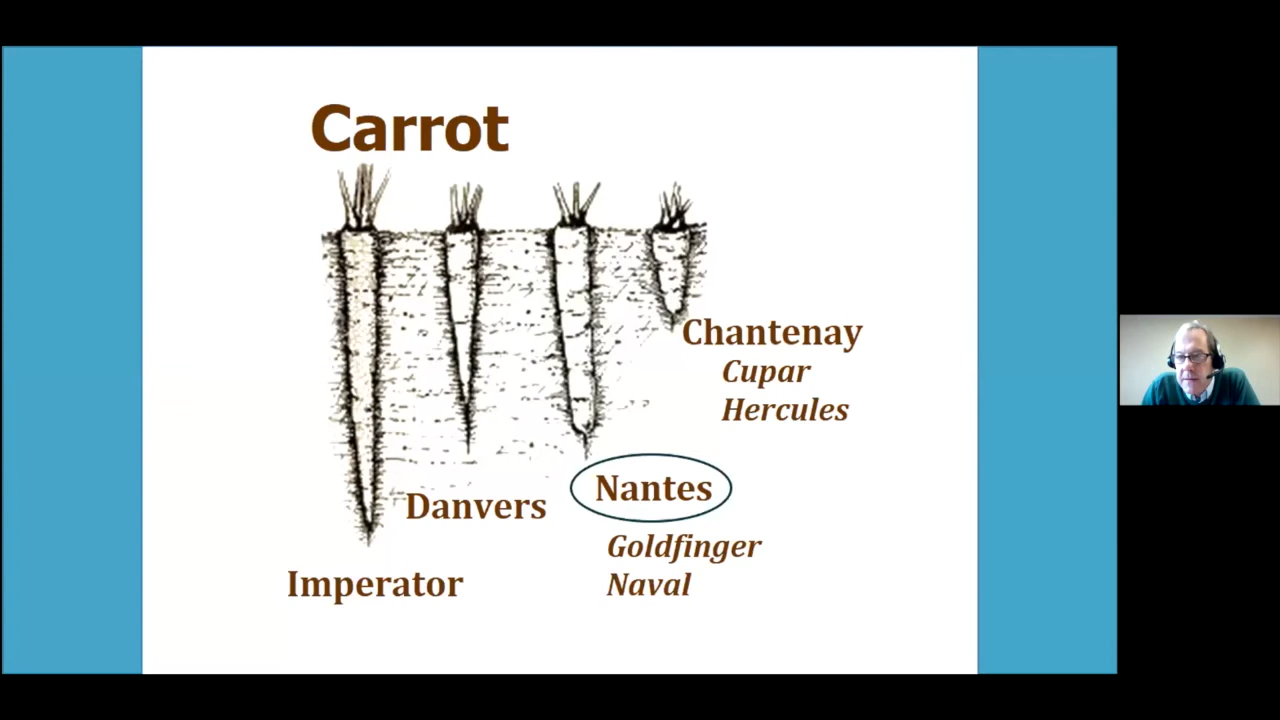 Carrot
Chantenay
Cupar
Hercules
Nantes
Danvers
Goldfinger
Naval
Imperator